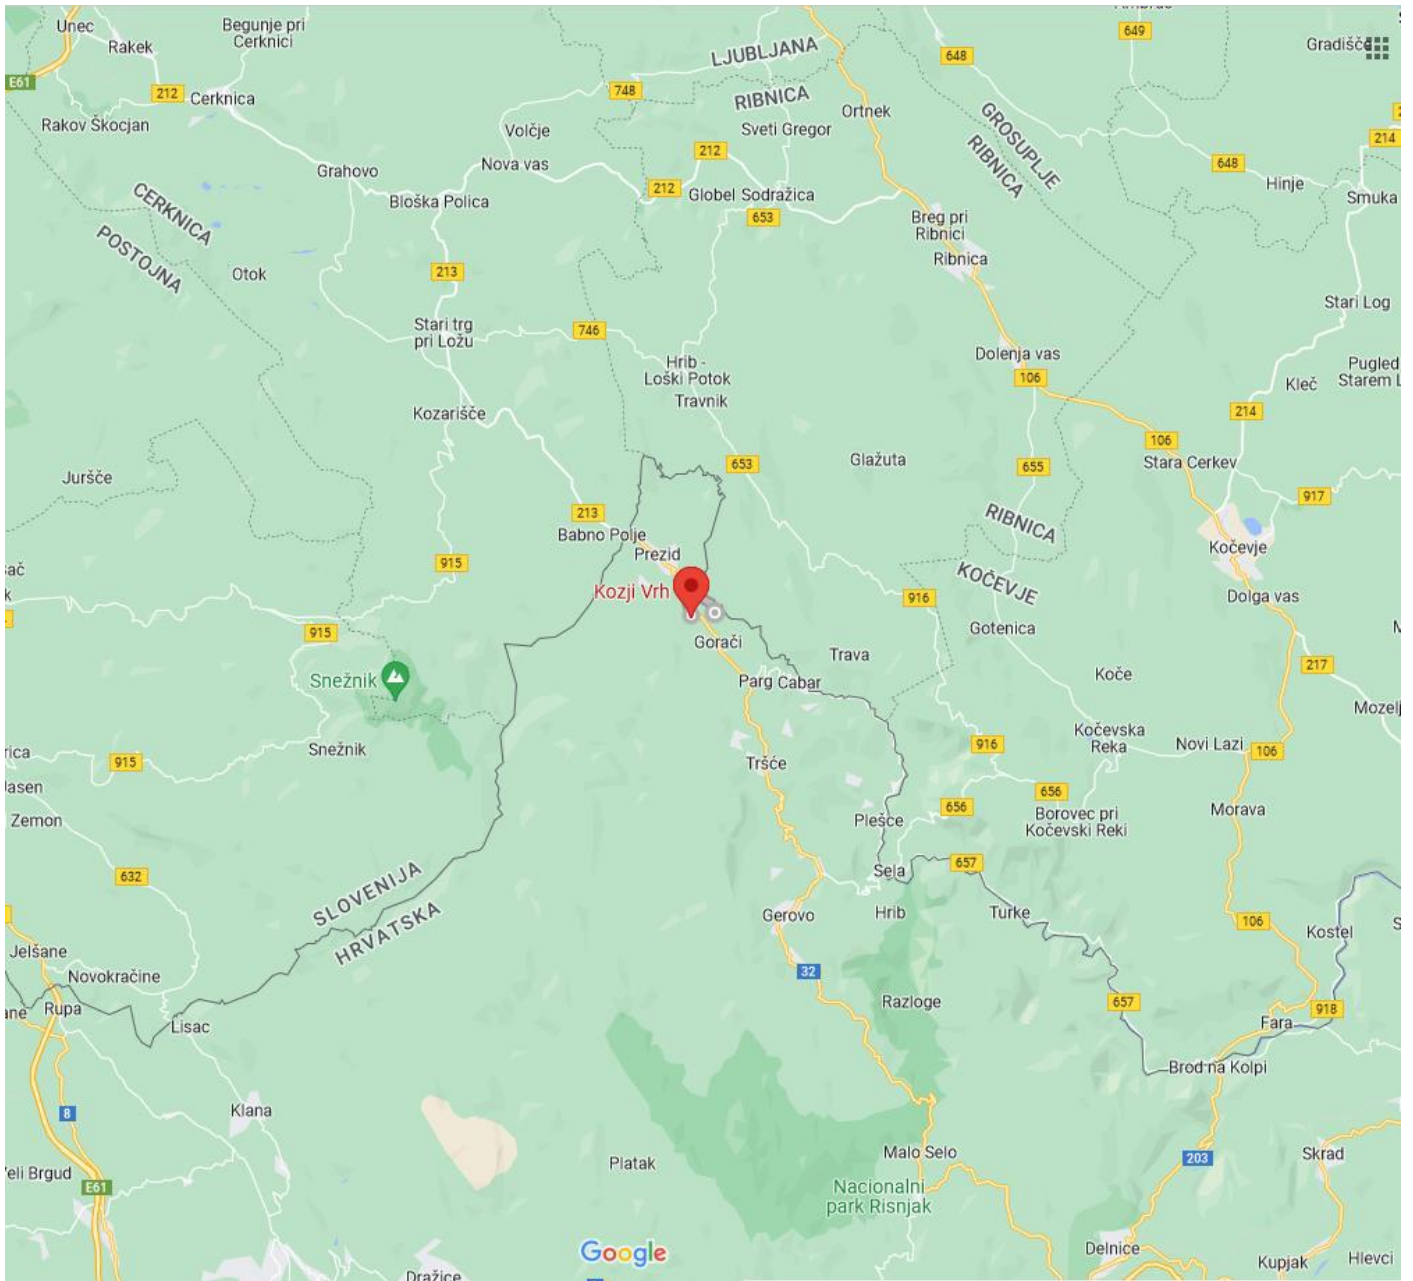 Unec
Begunje pri
Cerknici
Rakek
LJUBLJANA
649
648
Gradišče
E61
212
Cerknica
748
RIBNICA
Ortnek
GROSUPLJE
Rakov Škocjan
Volčje
Sveti Gregor
214
212
RIBNICA
648
Grahovo
Nova vas
Hinje
212
Globel
Sodražica
Smuka
CERKNICA
Bloška Polica
653
Breg pri
Ribnici
POSTOJNA
Otok
213
Ribnica
Stari Log
Stari trg
pri Ložu
746
Dolenja vas
Hrib -
Loški Potok
106
Pugled
Starem L
Kleč
Travnik
Kozarišče
214
106
Glažuta
653
655
Stara Cerkev
Juršče
917
213
RIBNICA
Babno Polje
Prezid
Kočevje
915
KOČEVJE
Kozji Vrh
916
Dolga vas
Gotenica
915
Gorači
Trava
217
Snežnik
Parg
Cabar
Koče
Mozelj
Kočevska
Reka
Snežnik
916
Novi Lazi
106
rica
915
Tršće
Jasen
656
656
Zemon
Plešce
Borovec pri
Kočevski Reki
Morava
632
Sela
657
SLOVENIJA
HRVATSKA
Gerovo
Hrib
Turke
106
Kostel
Jelšane
Novokračine
32
Razloge
657
918
Rupa
Lisac
Fara
Brod na Kolpi
8
Klana
Malo Selo
Skrad
Platak
203
E61
Nacionalni
park Risnjak
Google
Delnice
Kupjak
Hlevci
Dražice